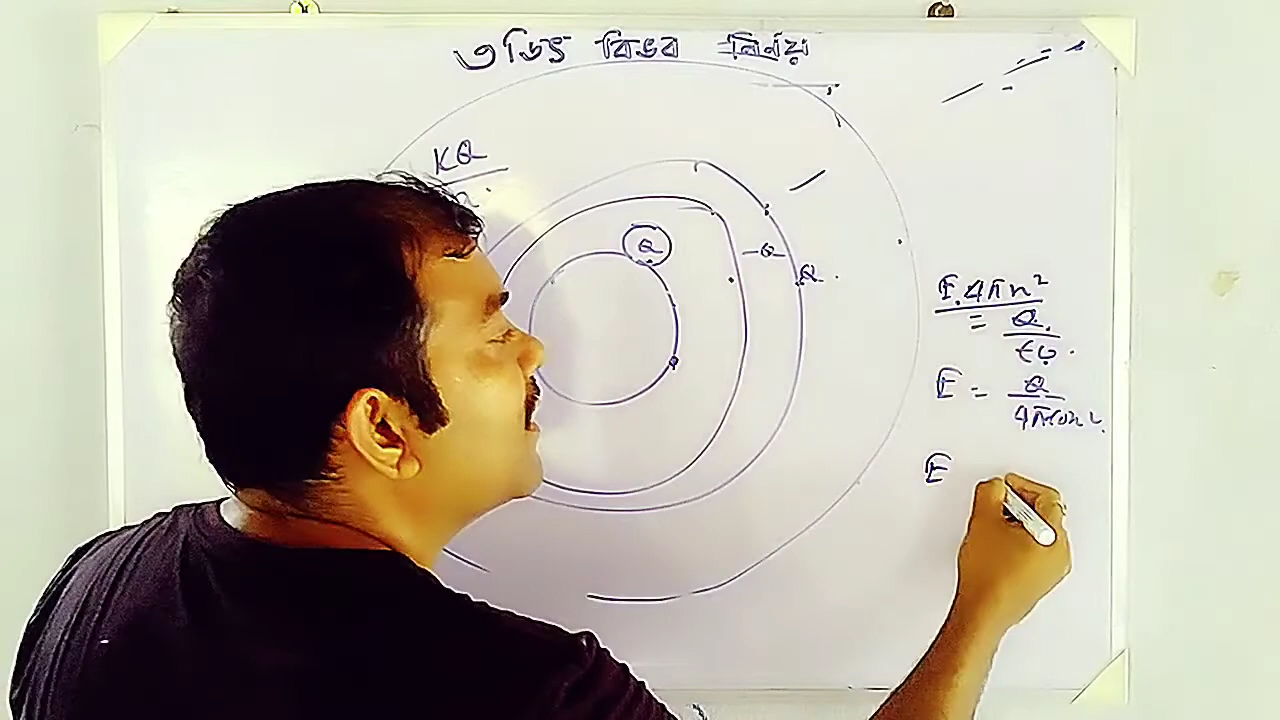 তড়িৎ বিভব নির্ণয়
KQ
r
Q
-Q
Q
E.4πr²
= Q
ε₀
E = Q
4πε₀r²
E